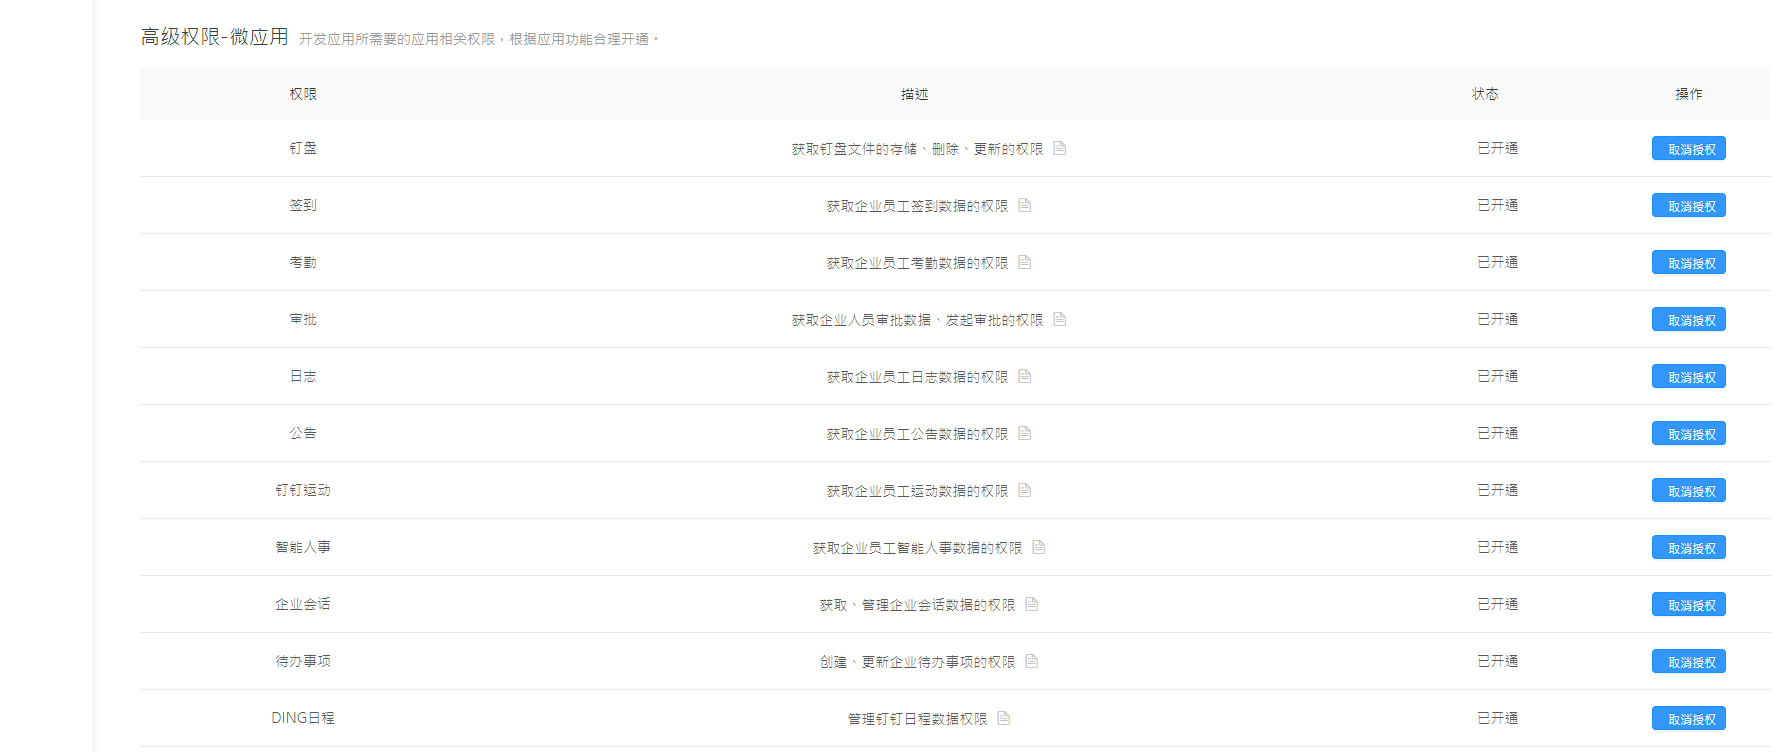 高级权限-微应用 开发应用所需要的应用相关权限，根据应用功能合理开通。
权限 描述 状态 操作
钉盘 获取钉盘文件的存储、删除、更新的权限 已开通 取消授权
签到 获取企业员工签到数据的权限 已开通 取消授权
考勤 获取企业员工考勤数据的权限 已开通 取消授权
审批 获取企业人员审批数据、发起审批的权限 已开通 取消授权
日志 获取企业员工日志数据的权限 已开通 取消授权
公告 获取企业员工公告数据的权限 已开通 取消授权
钉钉运动 获取企业员工运动数据的权限 已开通 取消授权
智能人事 获取企业员工智能人事数据的权限 已开通 取消授权
企业会话 获取、管理企业会话数据的权限 已开通 取消授权
待办事项 创建、更新企业待办事项的权限 已开通 取消授权
DING日程 管理钉钉日程数据权限 已开通 取消授权